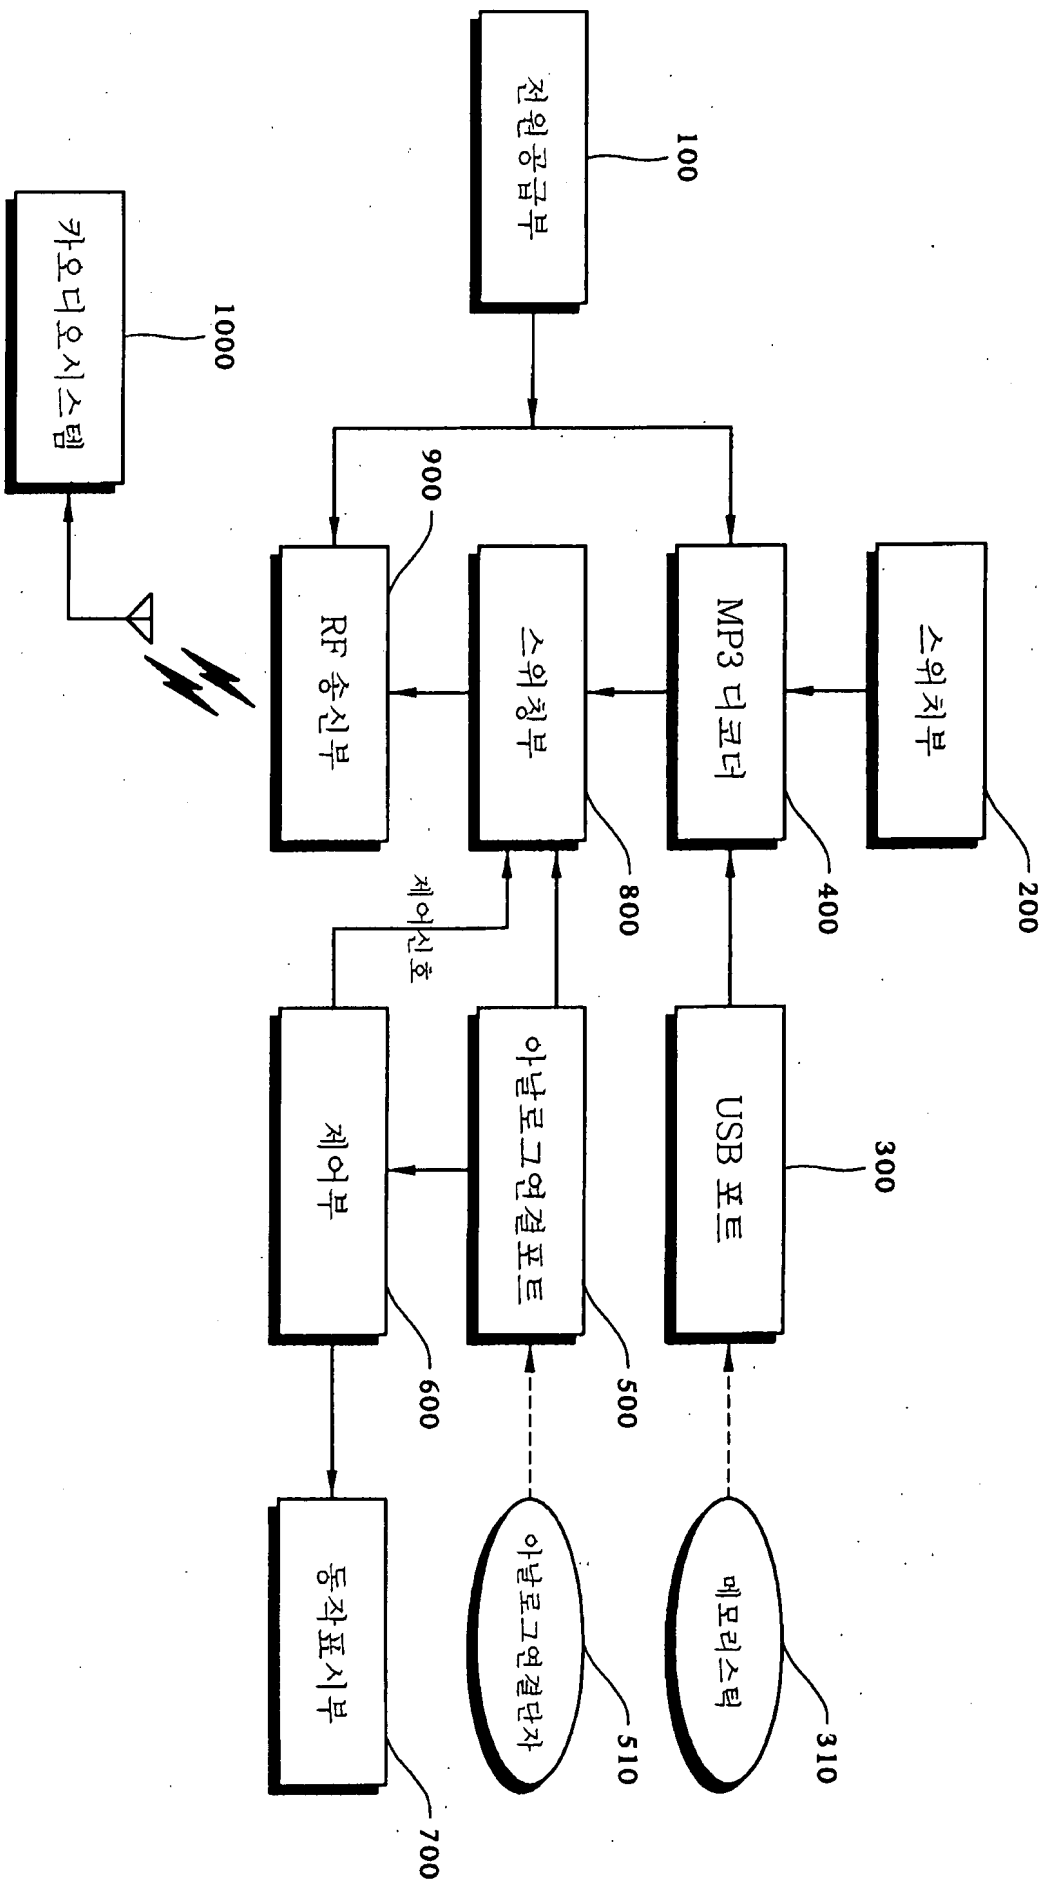 200
스위치부
300
400
310
MP3 디코더
USB 포트
메모리스틱
100
800
500
510
전원공급부
스위칭부
아날로그연결포트
아날로그연결단자
900
제어신호
600
700
RF 송신부
제어부
동작표시부
1000
카오디오시스템